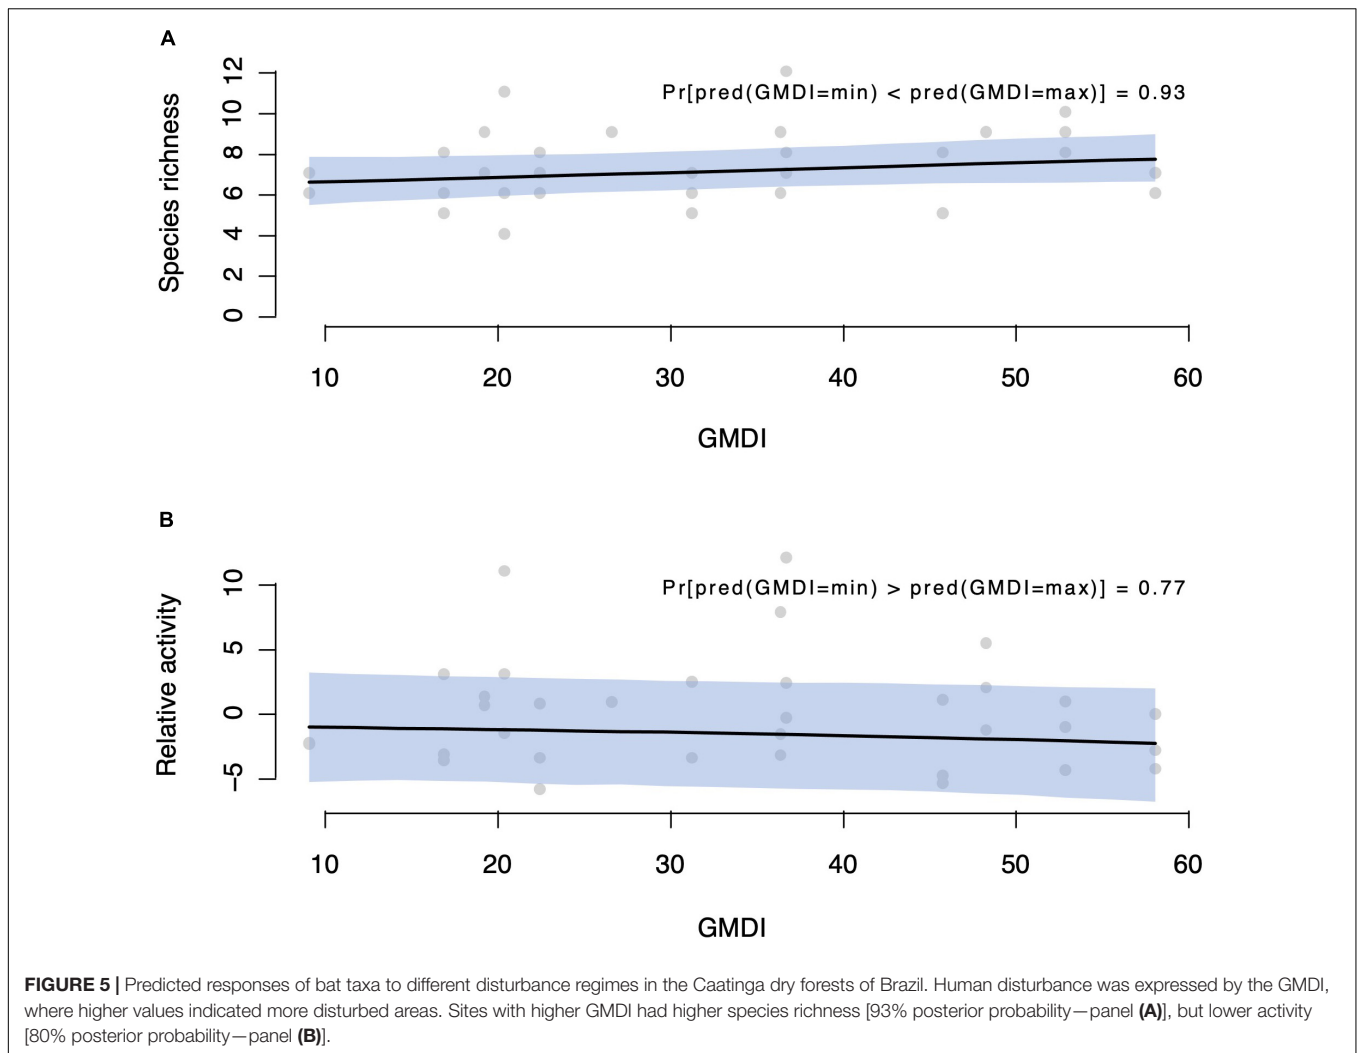 A
Pr[pred(GMDI=min) < pred(GMDI=max)] = 0.93
Species richness
12
10
8
6
4
2
0
10 20 30 40 50 60
GMDI
B
Pr[pred(GMDI=min) > pred(GMDI=max)] = 0.77
Relative activity
10
5
0
−5
10 20 30 40 50 60
GMDI
FIGURE 5 | Predicted responses of bat taxa to different disturbance regimes in the Caatinga dry forests of Brazil. Human disturbance was expressed by the GMDI,
where higher values indicated more disturbed areas. Sites with higher GMDI had higher species richness [93% posterior probability—panel (A)], but lower activity
[80% posterior probability—panel (B)].